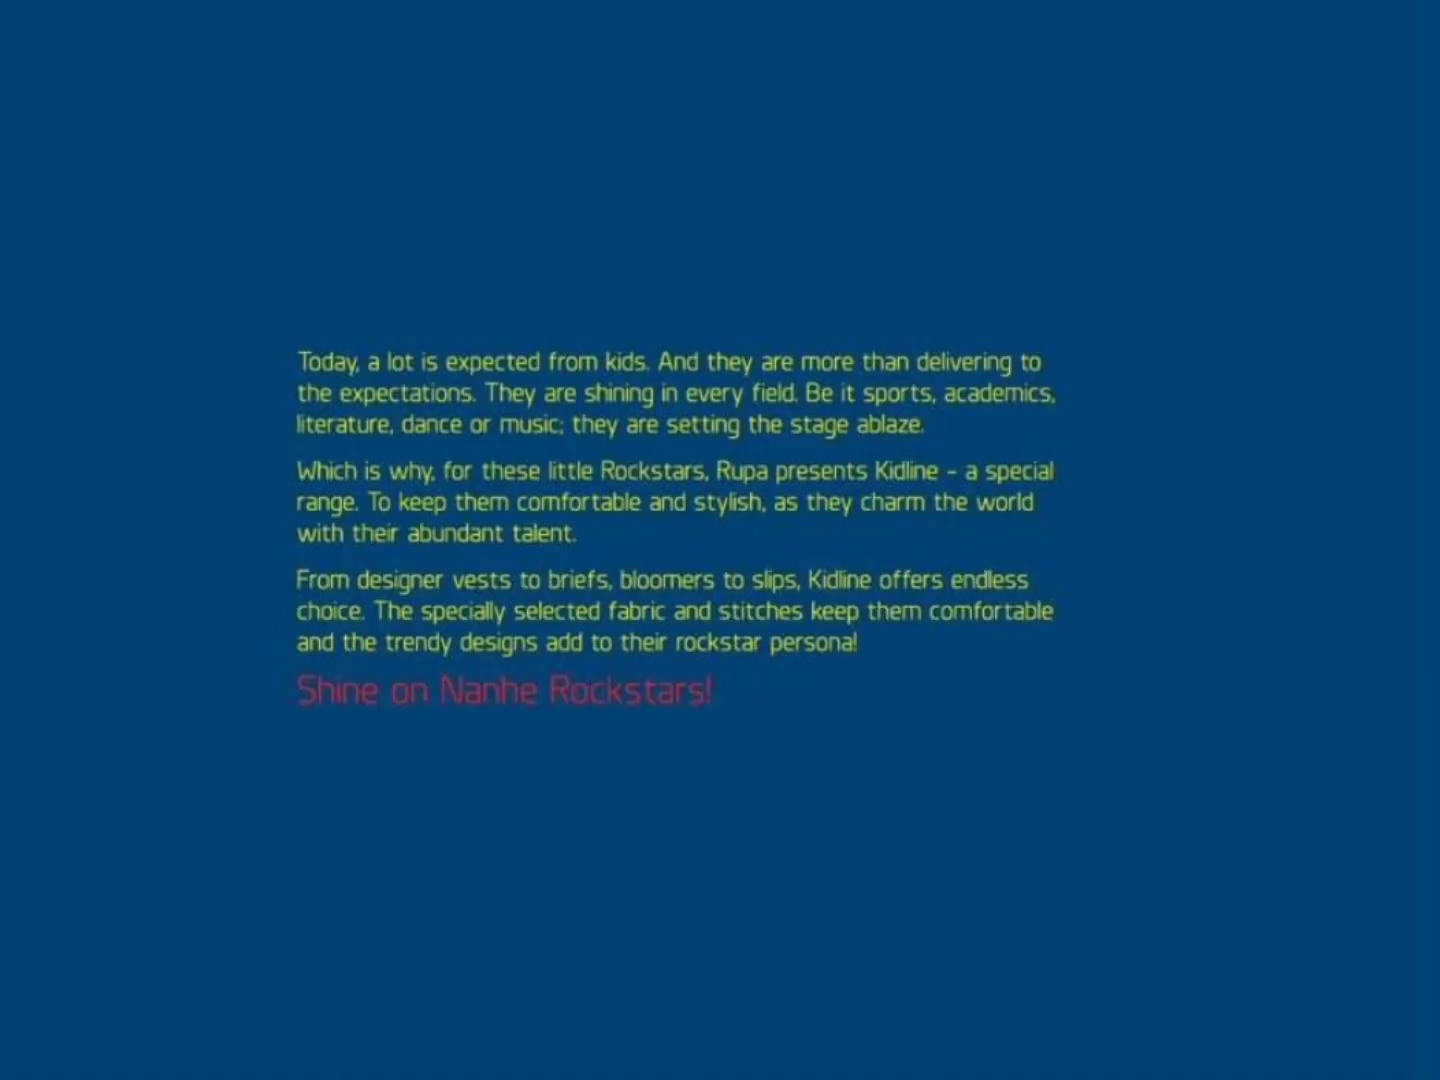 Today, a lot is expected from kids. And they are more than delivering to
the expectations. They are shining in every field. Be it sports, academics,
literature, dance or music; they are setting the stage ablaze.
Which is why, for these little Rockstars, Rupa presents Kidline - a special
range. To keep them comfortable and stylish, as they charm the world
with their abundant talent.
From designer vests to briefs, bloomers to slips, Kidline offers endless
choice. The specially selected fabric and stitches keep them comfortable
and the trendy designs add to their rockstar persona!
Shine on Nanhe Rockstars!